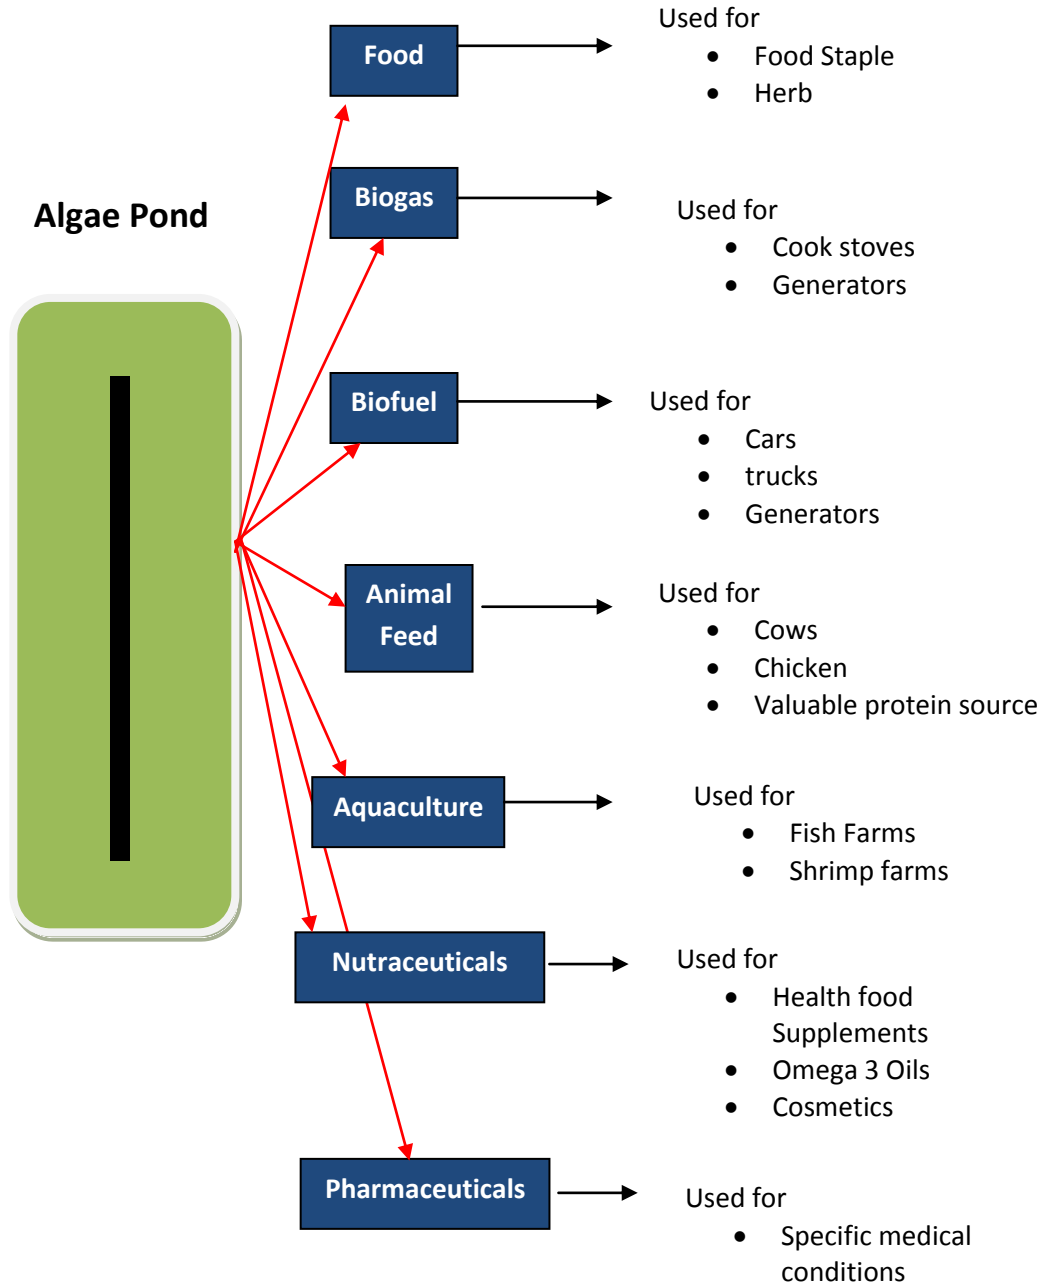 Algae Pond
Food
Used for
• Food Staple
• Herb
Biogas
Used for
• Cook stoves
• Generators
Biofuel
Used for
• Cars
• trucks
• Generators
Animal
Feed
Used for
• Cows
• Chicken
• Valuable protein source
Aquaculture
Used for
• Fish Farms
• Shrimp farms
Nutraceuticals
Used for
• Health food
Supplements
• Omega 3 Oils
• Cosmetics
Pharmaceuticals
Used for
• Specific medical
conditions